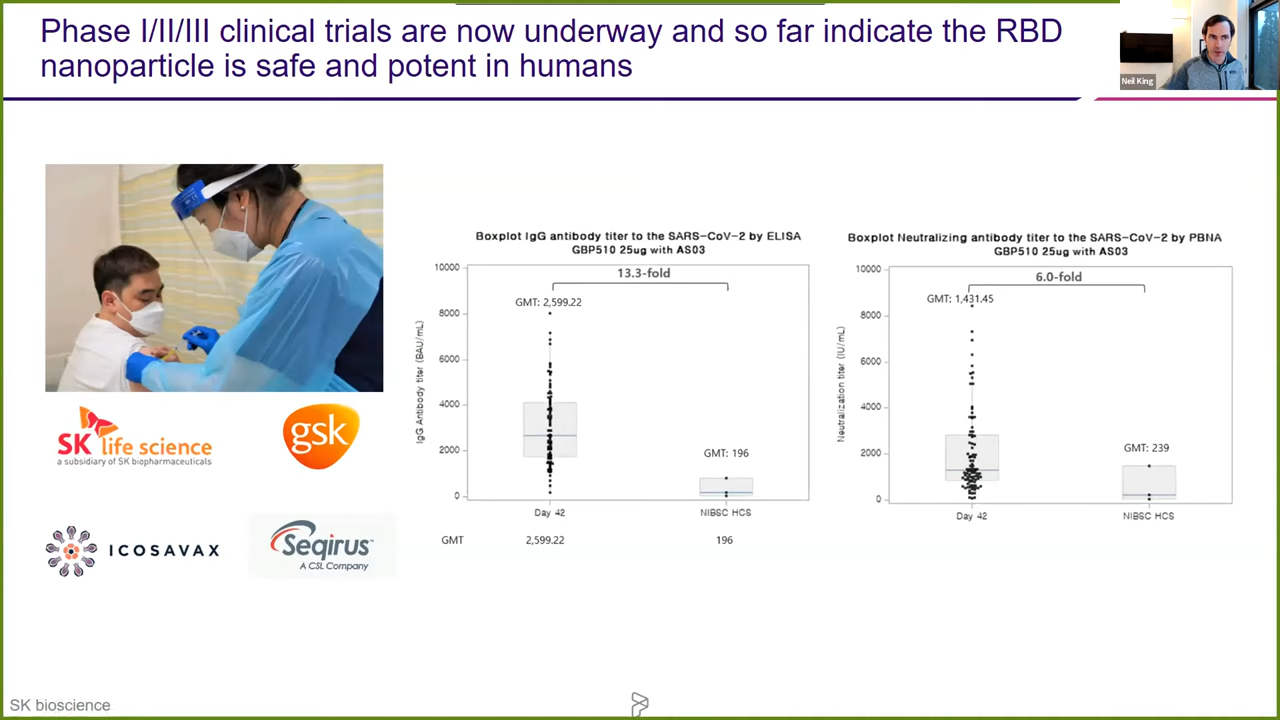 Phase I/II/III clinical trials are now underway and so far indicate the RBD
nanoparticle is safe and potent in humans
Neil King
SK life science
a subsidiary of SK biopharmaceuticals
gsk
ICOSAVAX
Seqirus™
A CSL Company
Boxplot IgG antibody titer to the SARS-CoV-2 by ELISA
GBP510 25ug with AS03
13.3-fold
GMT: 2,599.22
GMT: 196
IgG Antibody titer (BAU/mL)
10000
8000
6000
4000
2000
0
Day 42
NIBSC HCS
GMT
2,599.22
196
Boxplot Neutralizing antibody titer to the SARS-CoV-2 by PBNA
GBP510 25ug with AS03
6.0-fold
GMT: 1,431.45
GMT: 239
Neutralization titer (IU/mL)
10000
8000
6000
4000
2000
0
Day 42
NIBSC HCS
SK bioscience